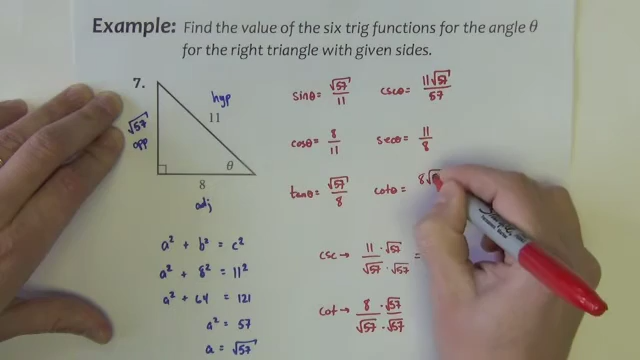 Example: Find the value of the six trig functions for the angle θ
for the right triangle with given sides.
7.
hyp
11
√57
opp
θ
8
adj
sinθ = √57/11
cscθ = 11√57/57
cosθ = 8/11
secθ = 11/8
tanθ = √57/8
cotθ = 8√
a² + b² = c²
a² + 8² = 11²
a² + 64 = 121
a² = 57
a = √57
csc → 11 · √57 / √57 · √57 =
cot → 8 · √57 / √57 · √57